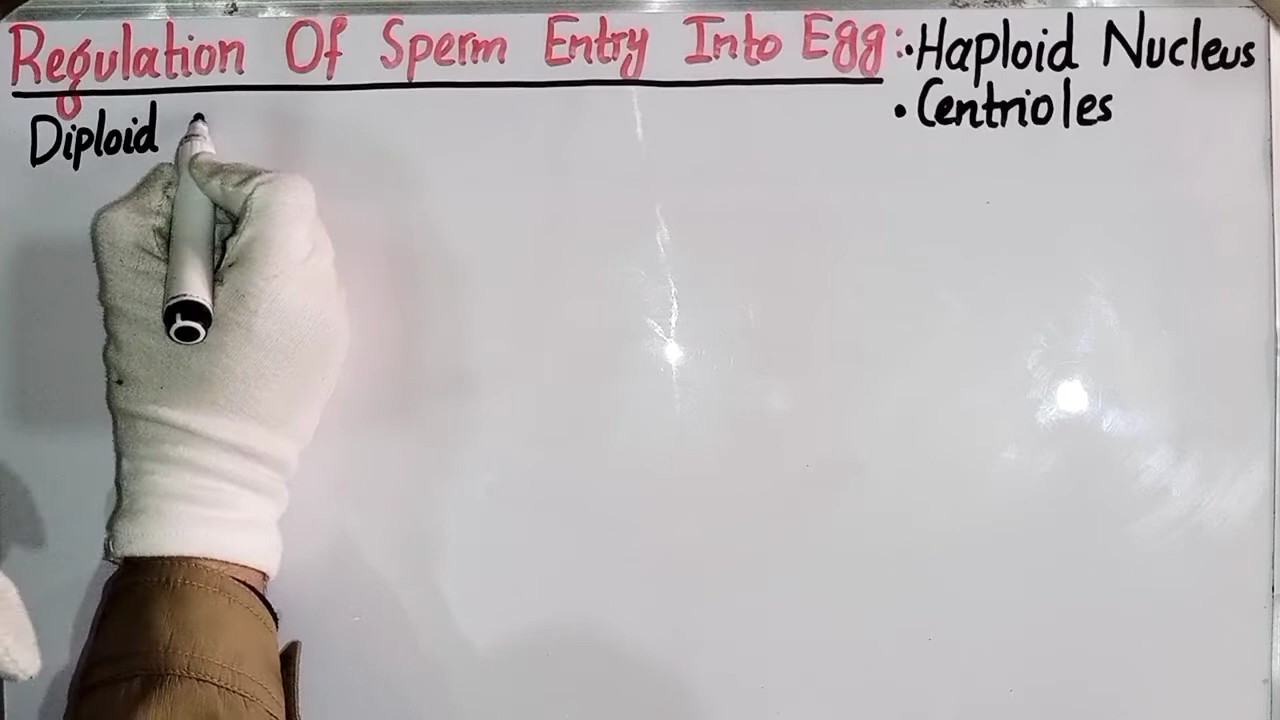 Regulation Of Sperm Entry Into Egg: • Haploid Nucleus
• Centrioles
Diploid